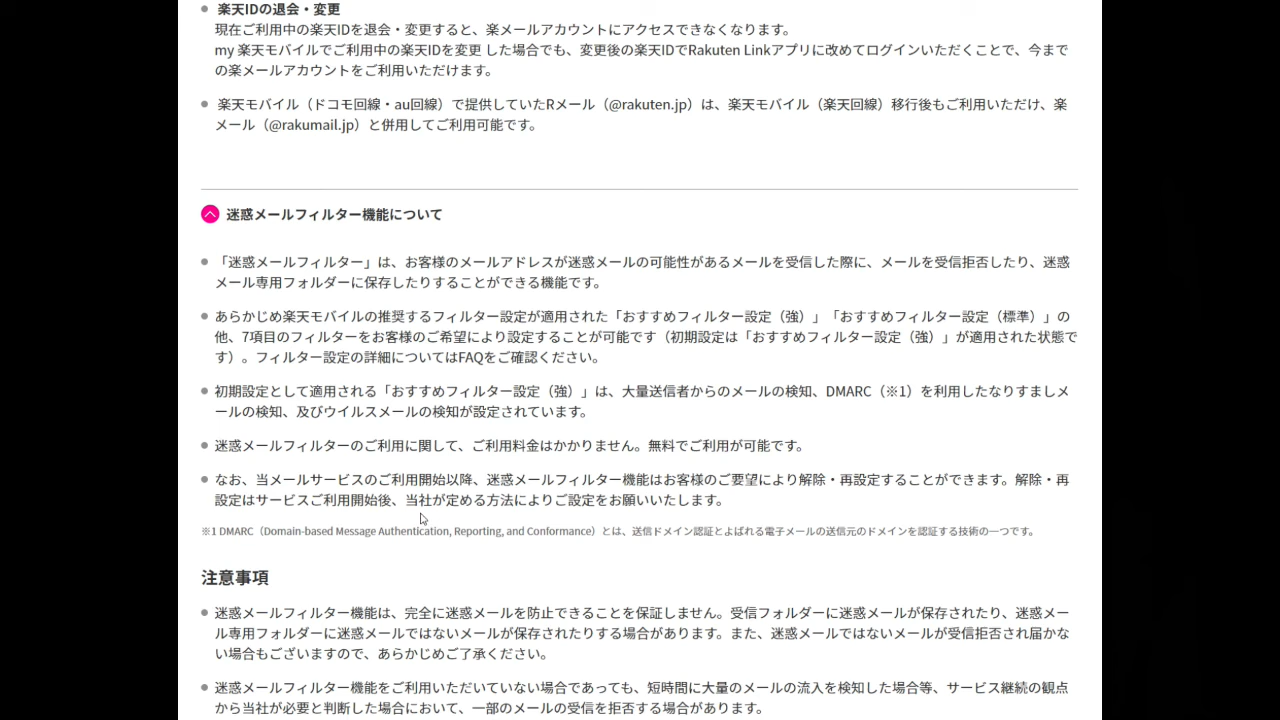 楽天IDの退会・変更
現在ご利用中の楽天IDを退会・変更すると、楽メールアカウントにアクセスできなくなります。
my 楽天モバイルでご利用中の楽天IDを変更 した場合でも、変更後の楽天IDでRakuten Linkアプリに改めてログインいただくことで、今まで
の楽メールアカウントをご利用いただけます。
楽天モバイル（ドコモ回線・au回線）で提供していたRメール（@rakuten.jp）は、楽天モバイル（楽天回線）移行後もご利用いただけ、楽
メール（@rakumail.jp）と併用してご利用可能です。
迷惑メールフィルター機能について
「迷惑メールフィルター」は、お客様のメールアドレスが迷惑メールの可能性があるメールを受信した際に、メールを受信拒否したり、迷惑
メール専用フォルダーに保存したりすることができる機能です。
あらかじめ楽天モバイルの推奨するフィルター設定が適用された「おすすめフィルター設定（強）」「おすすめフィルター設定（標準）」の
他、7項目のフィルターをお客様のご希望により設定することが可能です（初期設定は「おすすめフィルター設定（強）」が適用された状態で
す）。フィルター設定の詳細についてはFAQをご確認ください。
初期設定として適用される「おすすめフィルター設定（強）」は、大量送信者からのメールの検知、DMARC（※1）を利用したなりすましメ
ールの検知、及びウイルスメールの検知が設定されています。
迷惑メールフィルターのご利用に関して、ご利用料金はかかりません。無料でご利用が可能です。
なお、当メールサービスのご利用開始以降、迷惑メールフィルター機能はお客様のご要望により解除・再設定することができます。解除・再
設定はサービスご利用開始後、当社が定める方法によりご設定をお願いいたします。
※1 DMARC（Domain-based Message Authentication, Reporting, and Conformance）とは、送信ドメイン認証とよばれる電子メールの送信元のドメインを認証する技術の一つです。
注意事項
迷惑メールフィルター機能は、完全に迷惑メールを防止できることを保証しません。受信フォルダーに迷惑メールが保存されたり、迷惑メー
ル専用フォルダーに迷惑メールではないメールが保存されたりする場合があります。また、迷惑メールではないメールが受信拒否され届かな
い場合もございますので、あらかじめご了承ください。
迷惑メールフィルター機能をご利用いただいていない場合であっても、短時間に大量のメールの流入を検知した場合等、サービス継続の観点
から当社が必要と判断した場合において、一部のメールの受信を拒否する場合があります。